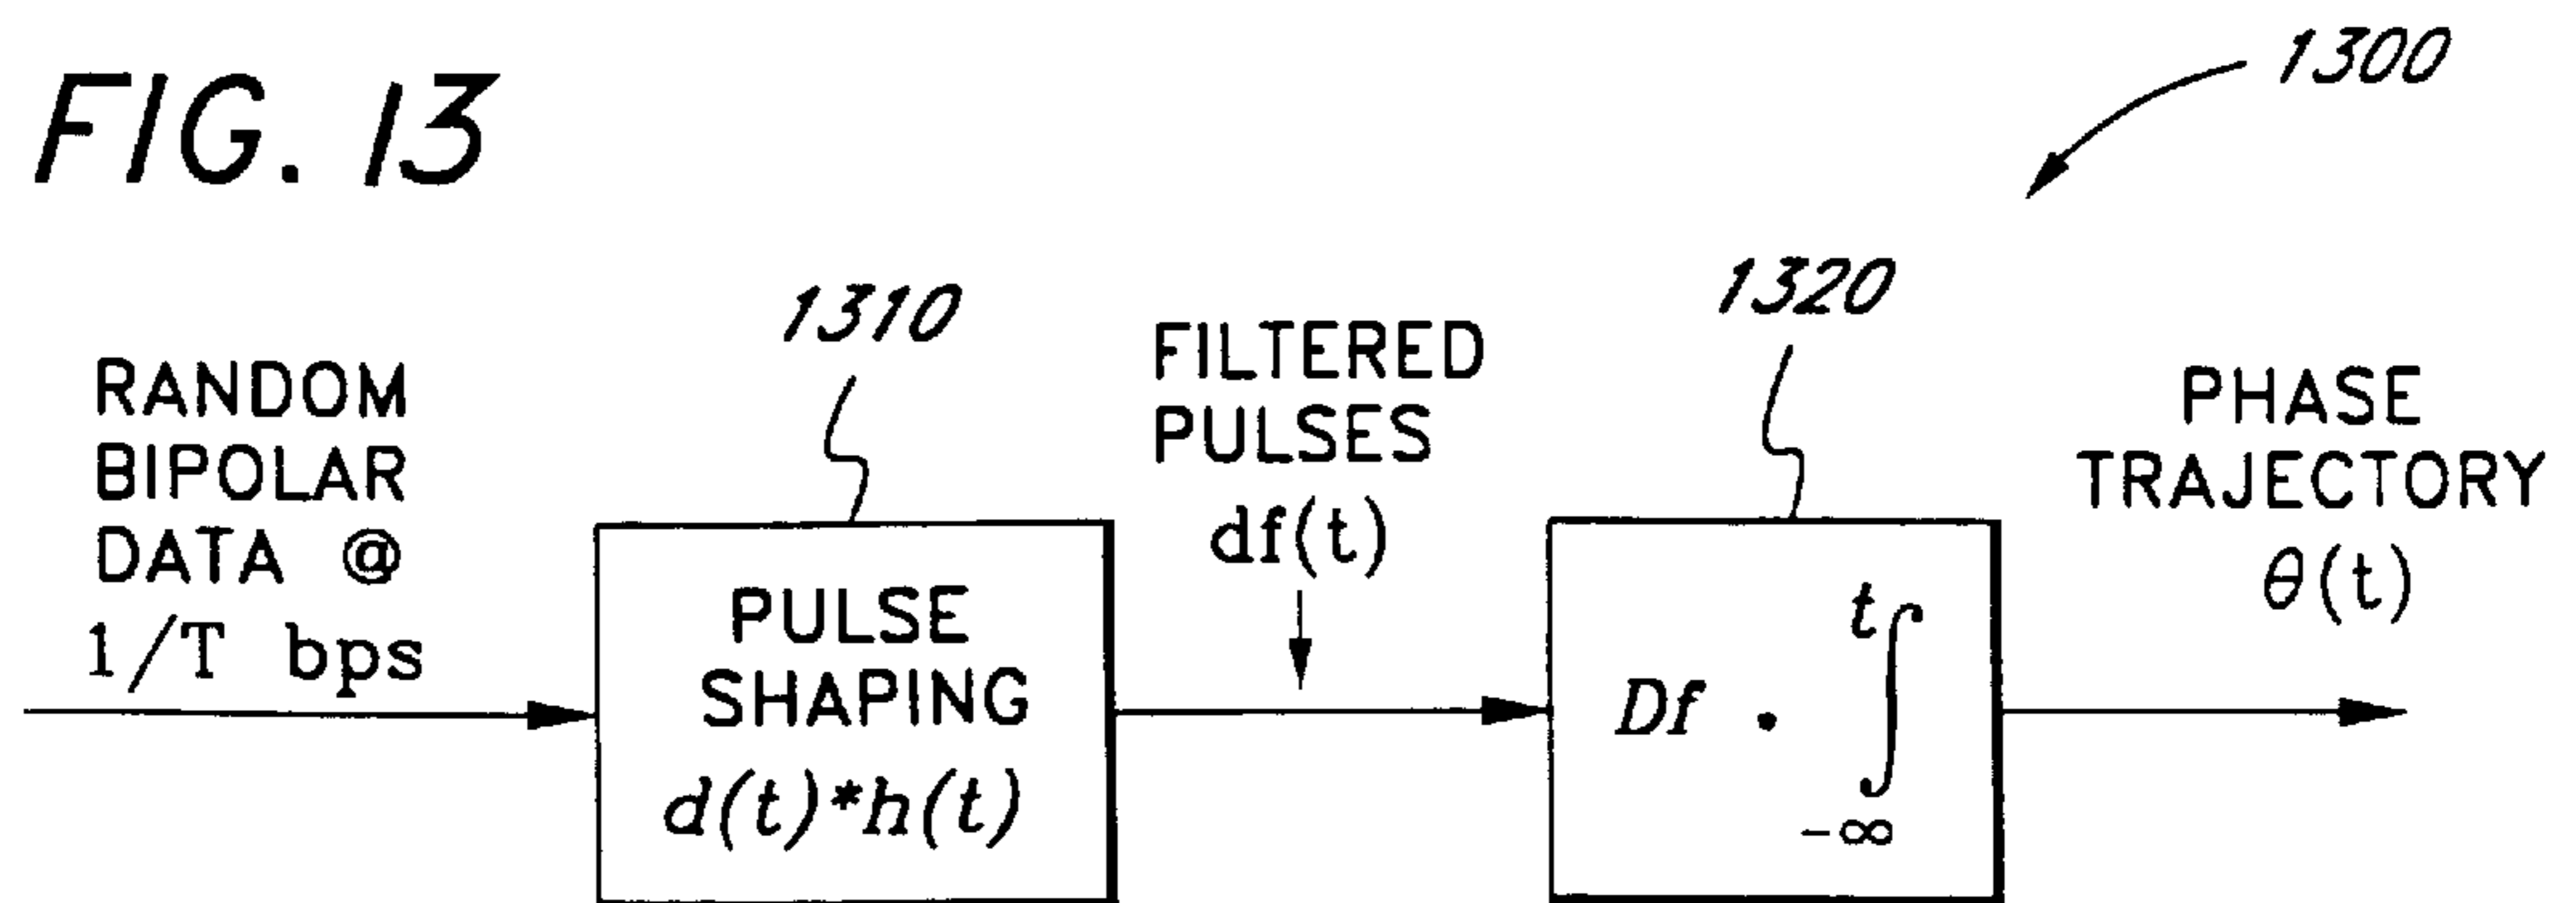 FIG. 13
1300
RANDOM
BIPOLAR
DATA @
1/T bps
1310
PULSE
SHAPING
d(t)*h(t)
FILTERED
PULSES
df(t)
1320
Df · ∫
t
-∞
PHASE
TRAJECTORY
θ(t)